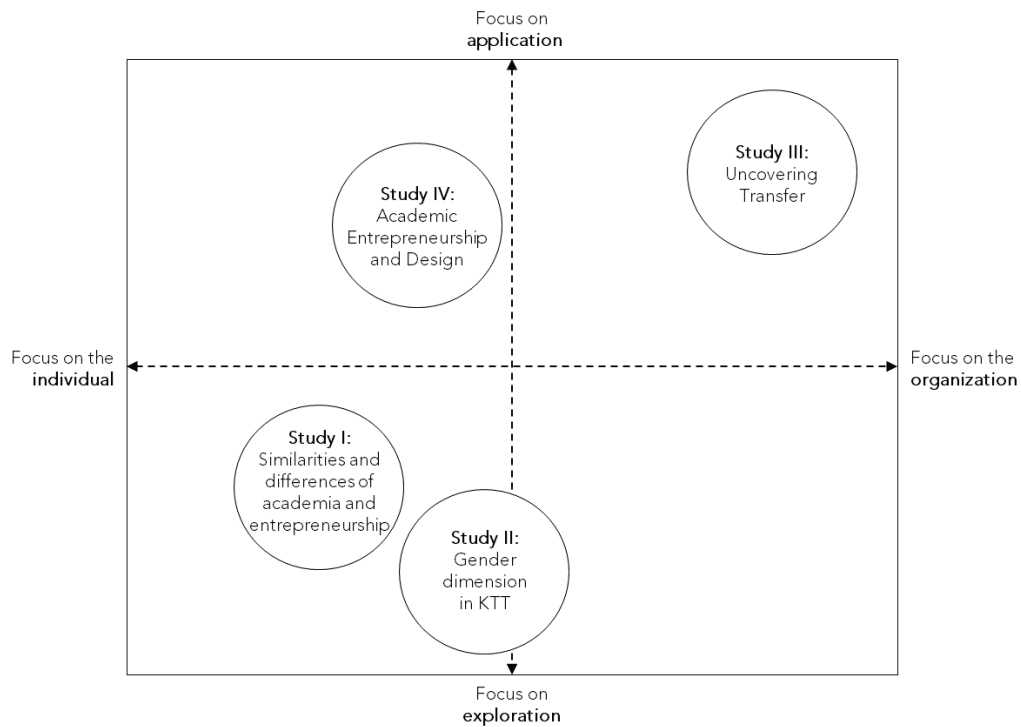 Focus on
application
Study III:
Uncovering
Transfer
Study IV:
Academic
Entrepreneurship
and Design
Focus on the
individual
Focus on the
organization
Study I:
Similarities and
differences of
academia and
entrepreneurship
Study II:
Gender
dimension
in KTT
Focus on
exploration